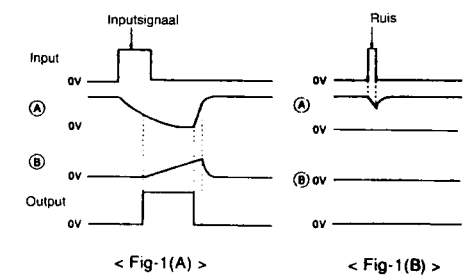 Inputsignaal
Ruis
Input
0V
0V
Ⓐ
0V
Ⓐ
0V
Ⓑ
0V
Ⓑ 0V
Output
0V
0V
< Fig-1(A) >
< Fig-1(B) >